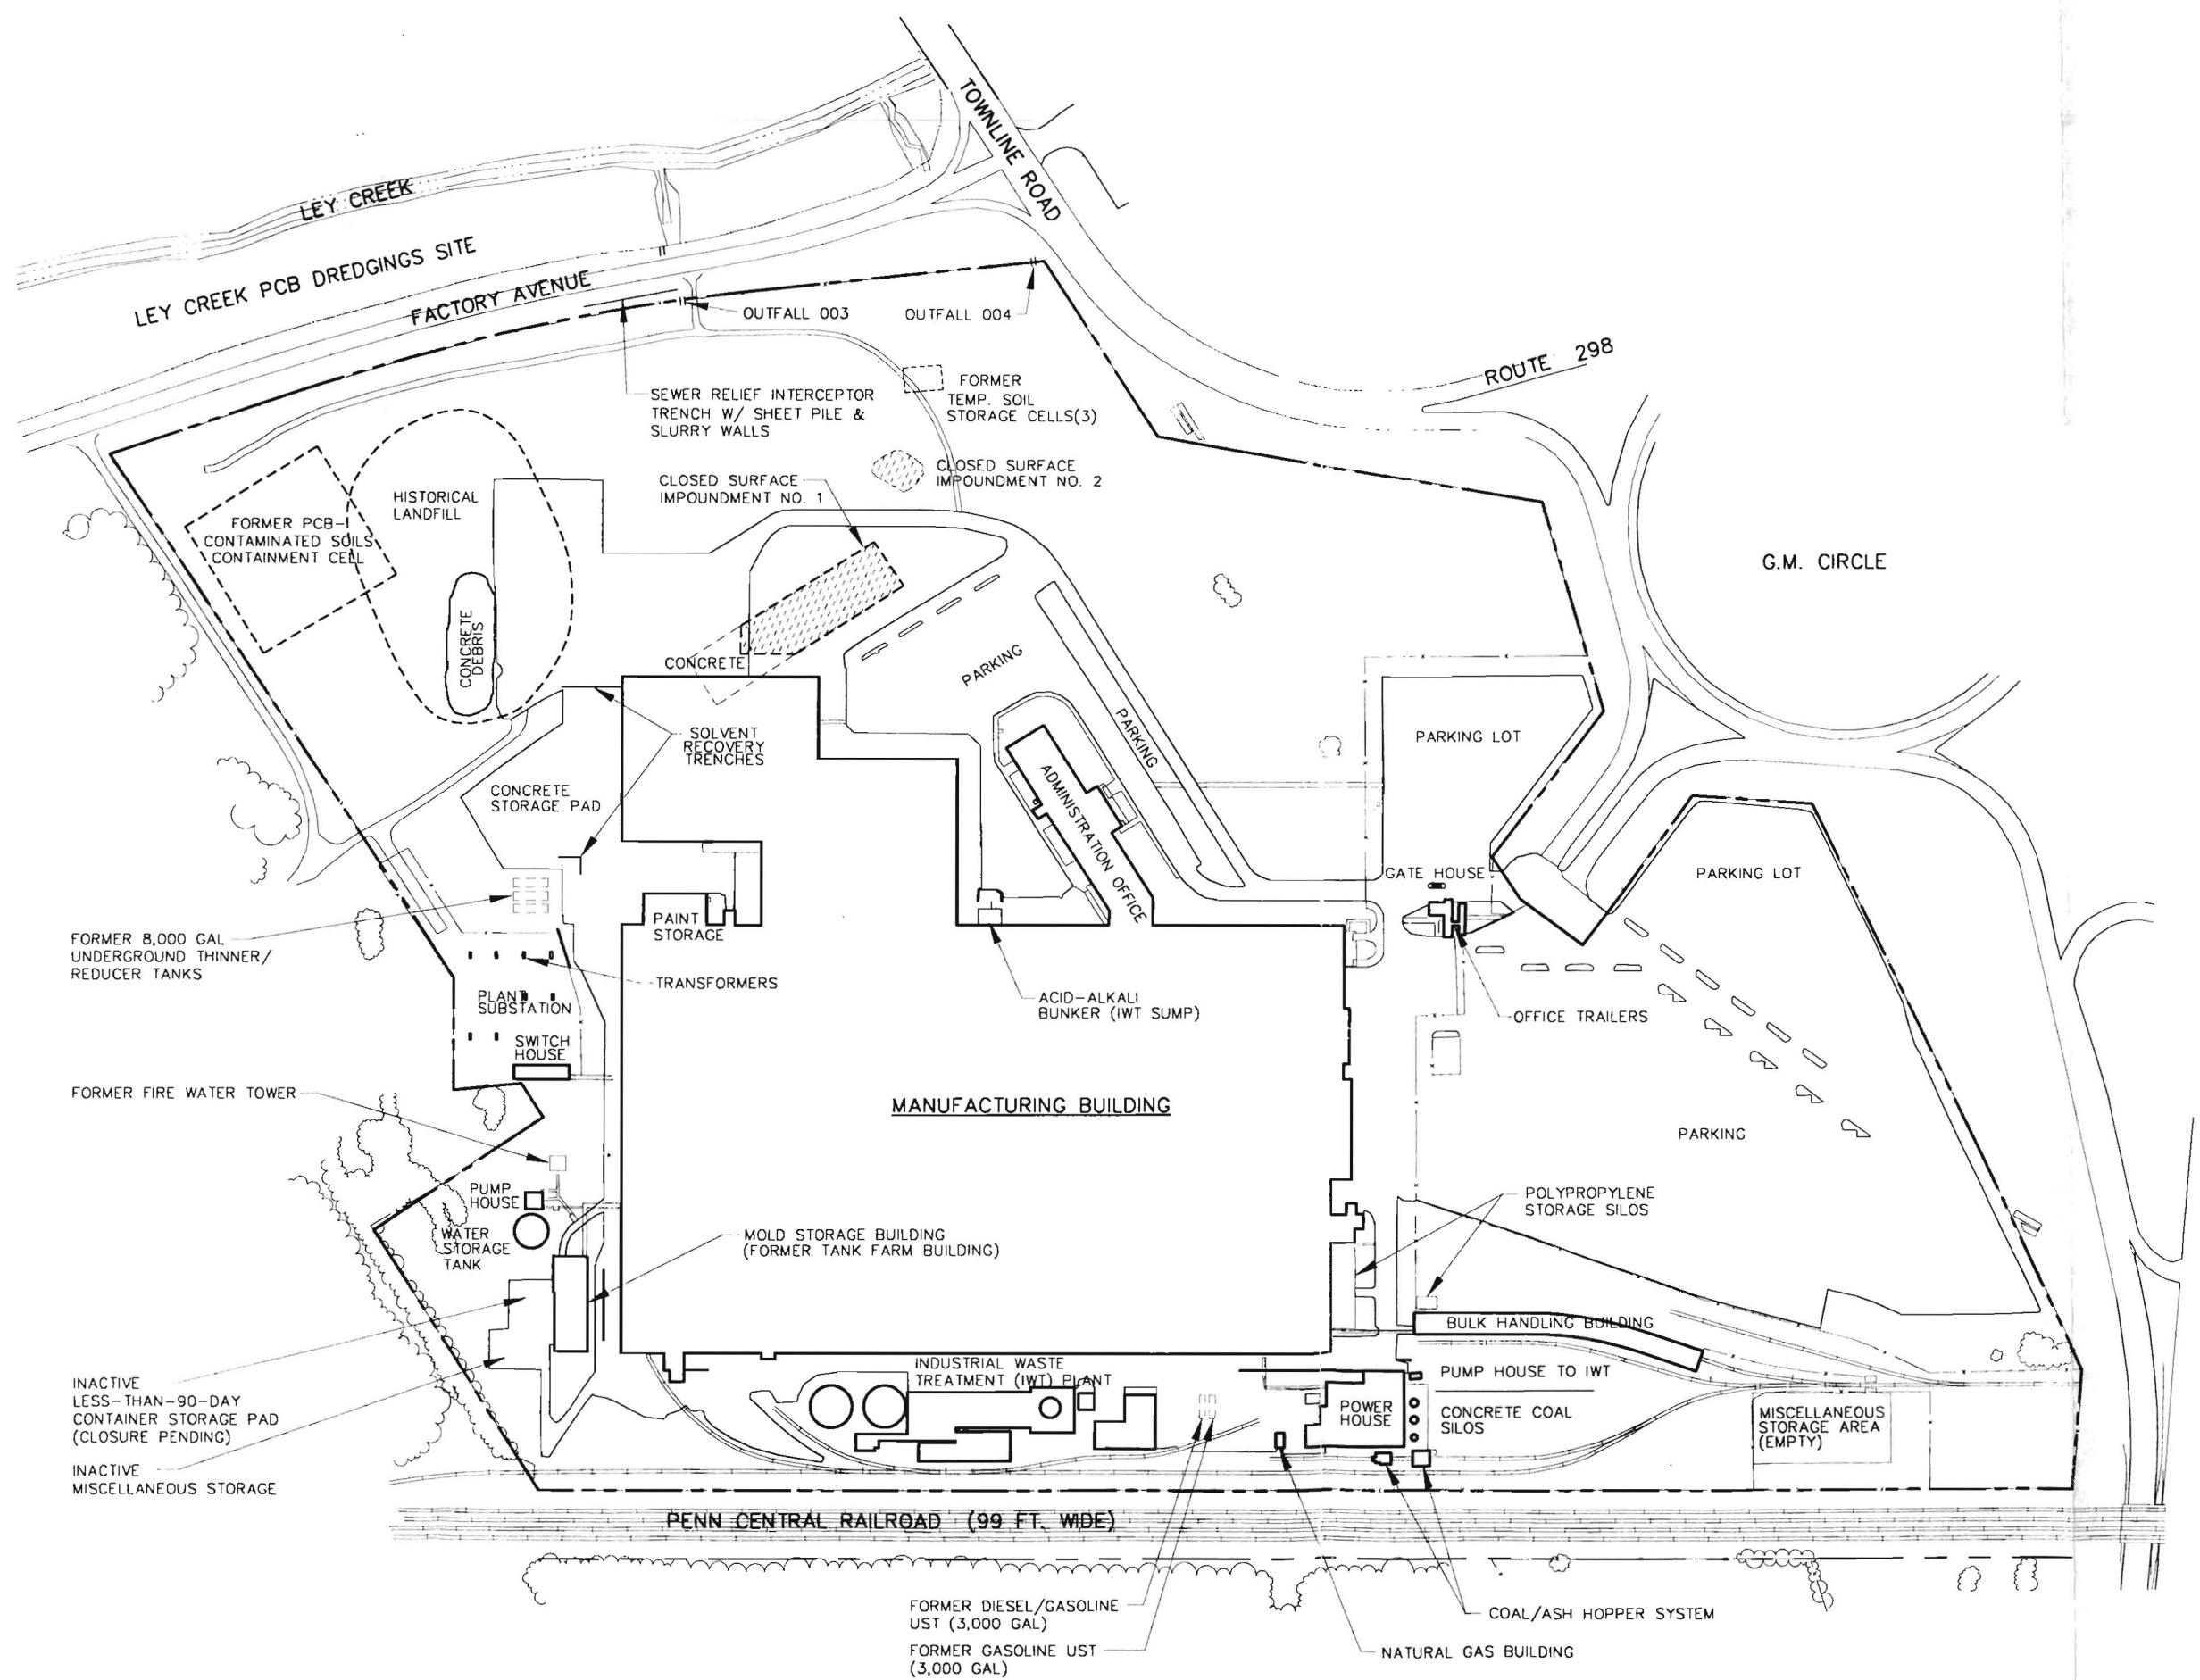 TOWNLINE ROAD
LEY CREEK
LEY CREEK PCB DREDGINGS SITE
FACTORY AVENUE
OUTFALL 003
OUTFALL 004
ROUTE 298
SEWER RELIEF INTERCEPTOR
TRENCH W/ SHEET PILE &
SLURRY WALLS
FORMER
TEMP. SOIL
STORAGE CELLS(3)
CLOSED SURFACE
IMPOUNDMENT NO. 1
CLOSED SURFACE
IMPOUNDMENT NO. 2
HISTORICAL
LANDFILL
FORMER PCB-
CONTAMINATED SOILS
CONTAINMENT CELL
G.M. CIRCLE
CONCRETE
DEBRIS
CONCRETE
PARKING
PARKING
SOLVENT
RECOVERY
TRENCHES
PARKING LOT
CONCRETE
STORAGE PAD
ADMINISTRATION OFFICE
GATE HOUSE
PARKING LOT
PAINT
STORAGE
FORMER 8,000 GAL
UNDERGROUND THINNER/
REDUCER TANKS
TRANSFORMERS
PLANT
SUBSTATION
ACID-ALKALI
BUNKER (IWT SUMP)
OFFICE TRAILERS
SWITCH
HOUSE
FORMER FIRE WATER TOWER
MANUFACTURING BUILDING
PARKING
PUMP
HOUSE
POLYPROPYLENE
STORAGE SILOS
WATER
STORAGE
TANK
MOLD STORAGE BUILDING
(FORMER TANK FARM BUILDING)
BULK HANDLING BUILDING
INACTIVE
LESS-THAN-90-DAY
CONTAINER STORAGE PAD
(CLOSURE PENDING)
INDUSTRIAL WASTE
TREATMENT (IWT) PLANT
PUMP HOUSE TO IWT
POWER
HOUSE
CONCRETE COAL
SILOS
MISCELLANEOUS
STORAGE AREA
(EMPTY)
INACTIVE
MISCELLANEOUS STORAGE
PENN CENTRAL RAILROAD (99 FT. WIDE)
FORMER DIESEL/GASOLINE
UST (3,000 GAL)
COAL/ASH HOPPER SYSTEM
FORMER GASOLINE UST
(3,000 GAL)
NATURAL GAS BUILDING